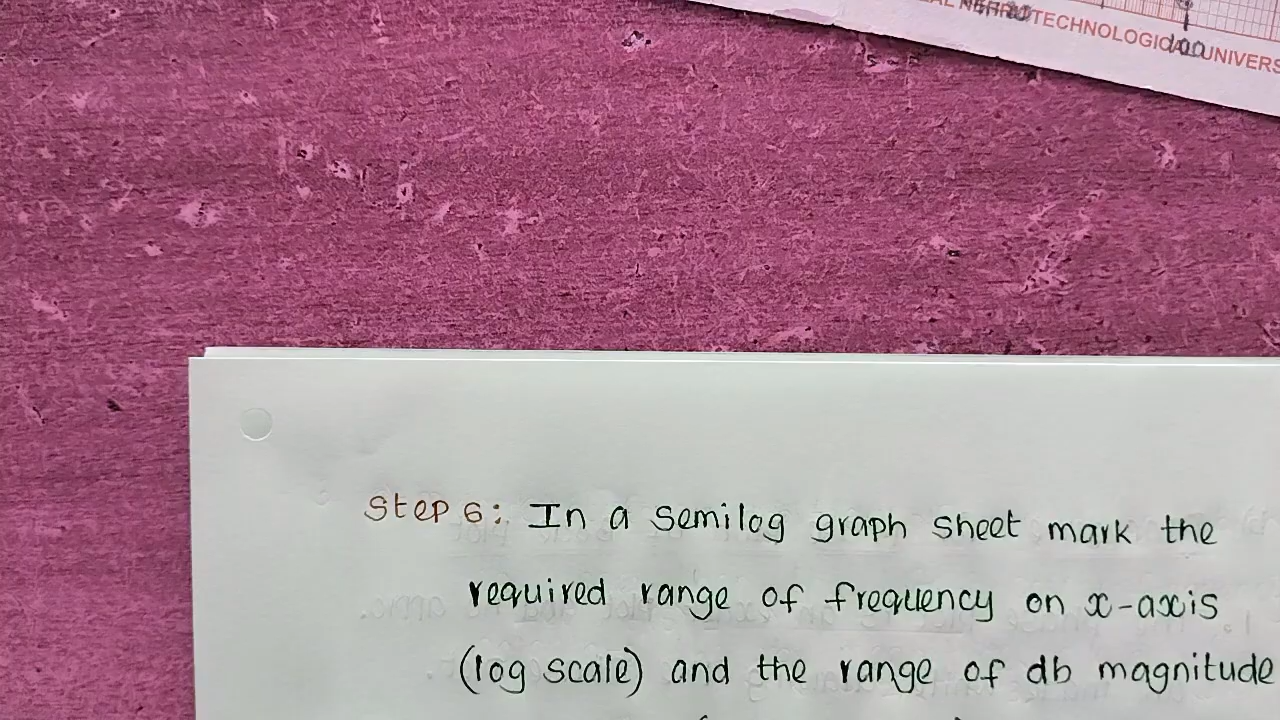 TECHNOLOGICAL UNIVERS
100
Step 6: In a semilog graph sheet mark the
required range of frequency on x-axis
(log scale) and the range of db magnitude